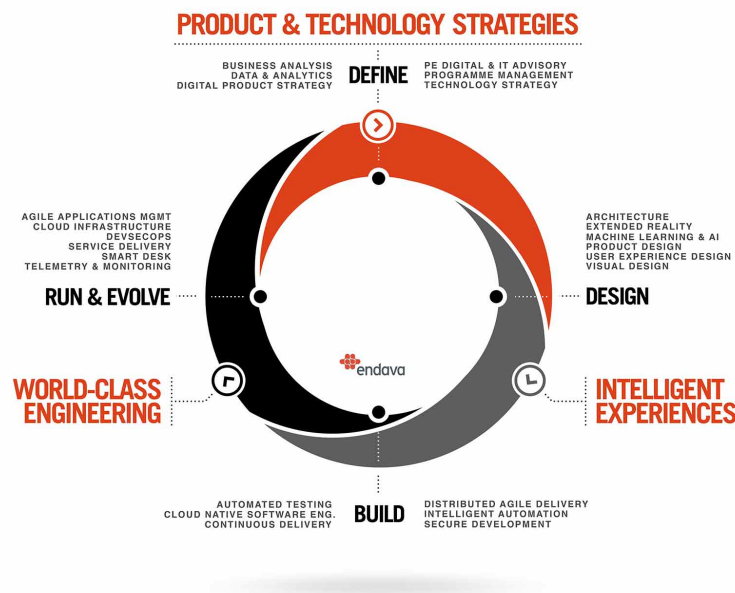 PRODUCT & TECHNOLOGY STRATEGIES
BUSINESS ANALYSIS
DATA & ANALYTICS
DIGITAL PRODUCT STRATEGY
DEFINE
PE DIGITAL & IT ADVISORY
PROGRAMME MANAGEMENT
TECHNOLOGY STRATEGY
AGILE APPLICATIONS MGMT
CLOUD INFRASTRUCTURE
DEVSECOPS
SERVICE DELIVERY
SMART DESK
TELEMETRY & MONITORING
RUN & EVOLVE
ARCHITECTURE
EXTENDED REALITY
MACHINE LEARNING & AI
PRODUCT DESIGN
USER EXPERIENCE DESIGN
VISUAL DESIGN
DESIGN
endava
WORLD-CLASS
ENGINEERING
INTELLIGENT
EXPERIENCES
AUTOMATED TESTING
CLOUD NATIVE SOFTWARE ENG.
CONTINUOUS DELIVERY
BUILD
DISTRIBUTED AGILE DELIVERY
INTELLIGENT AUTOMATION
SECURE DEVELOPMENT